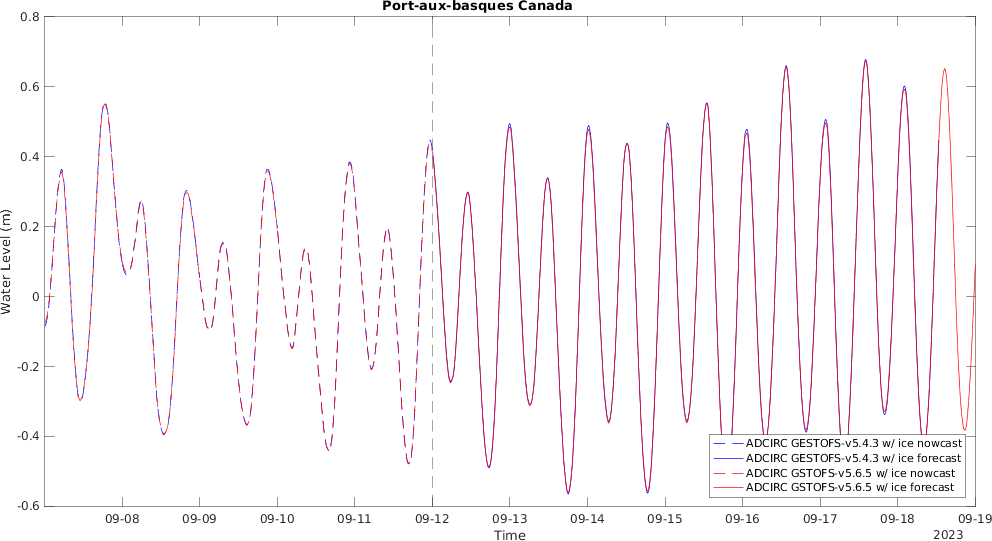 Port-aux-basques Canada
0.8
0.6
0.4
0.2
0
-0.2
-0.4
-0.6
Water Level (m)
ADCIRC GESTOFS-v5.4.3 w/ ice nowcast
ADCIRC GESTOFS-v5.4.3 w/ ice forecast
ADCIRC GSTOFS-v5.6.5 w/ ice nowcast
ADCIRC GSTOFS-v5.6.5 w/ ice forecast
09-08 09-09 09-10 09-11 09-12 09-13 09-14 09-15 09-16 09-17 09-18 09-19
Time 2023